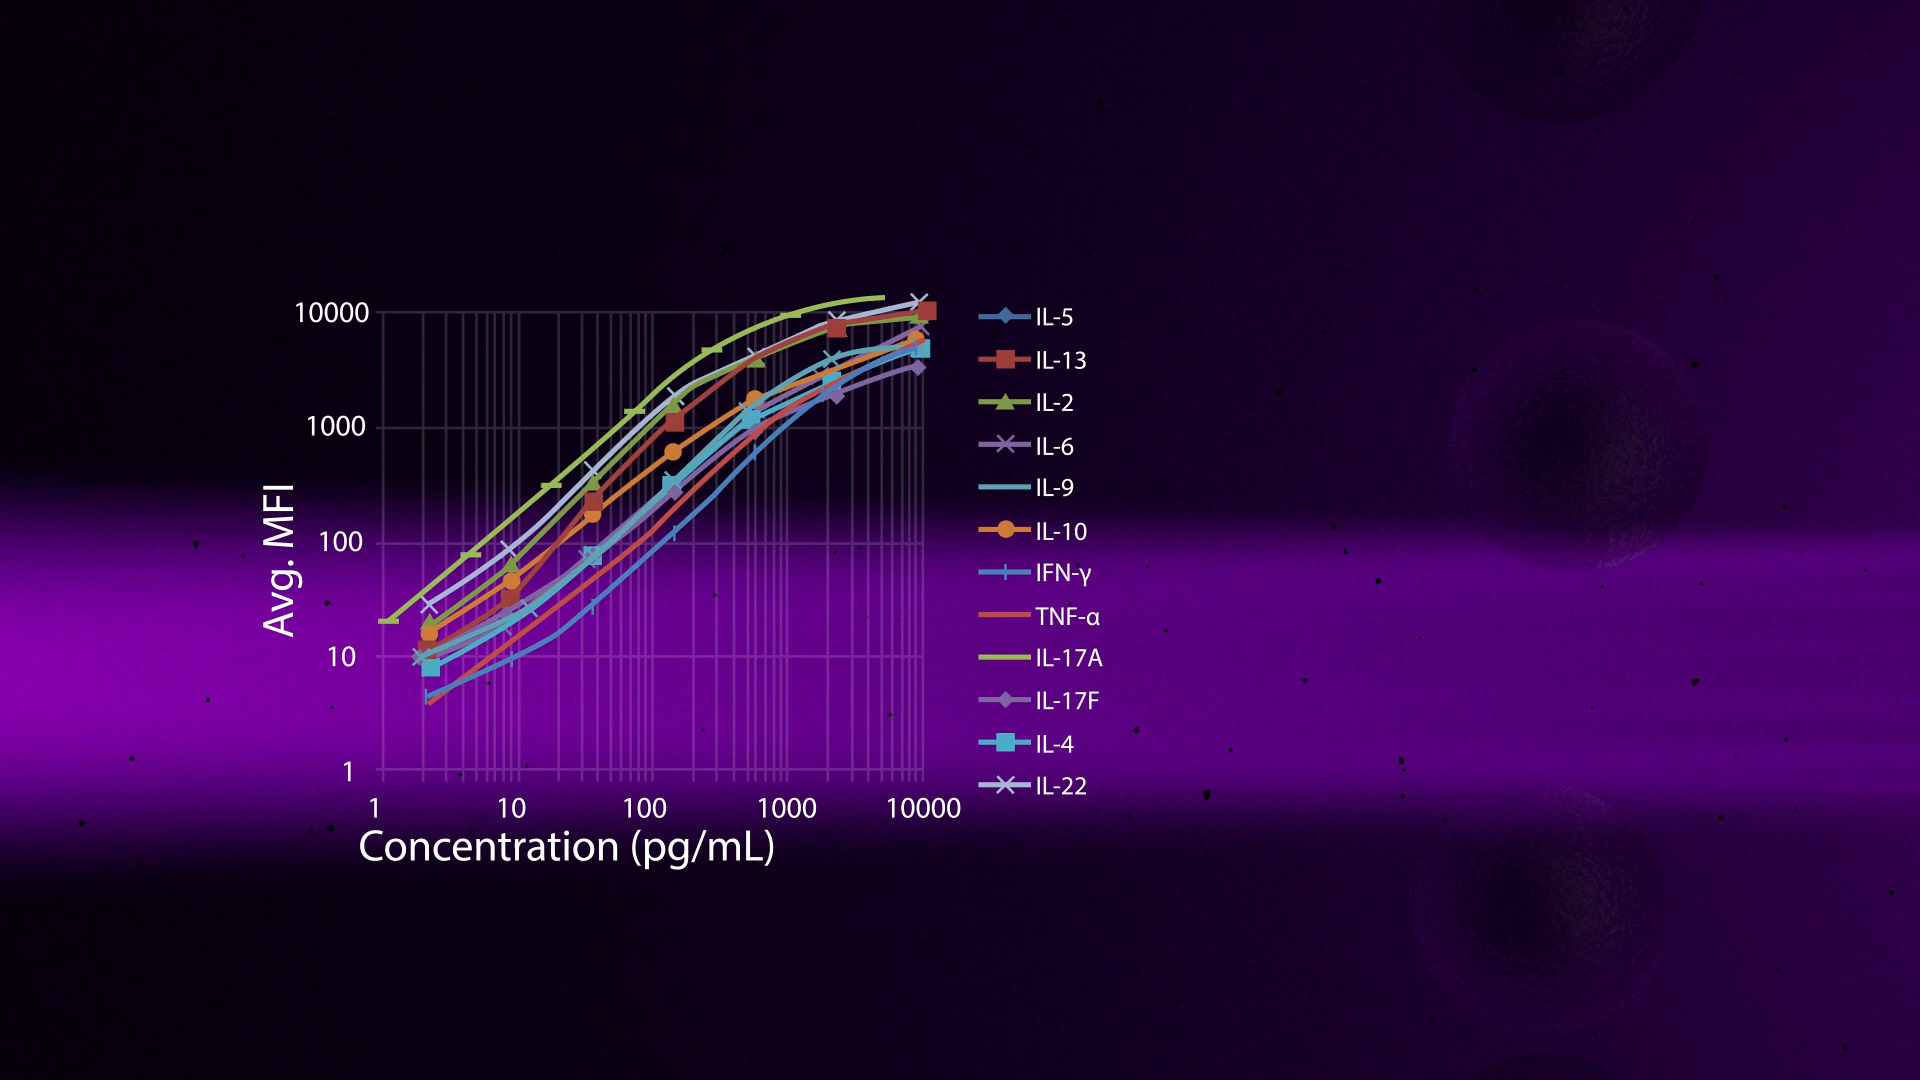 10000
1000
100
10
1
Avg. MFI
1
10
100
1000
10000
Concentration (pg/mL)
IL-5
IL-13
IL-2
IL-6
IL-9
IL-10
IFN-γ
TNF-α
IL-17A
IL-17F
IL-4
IL-22